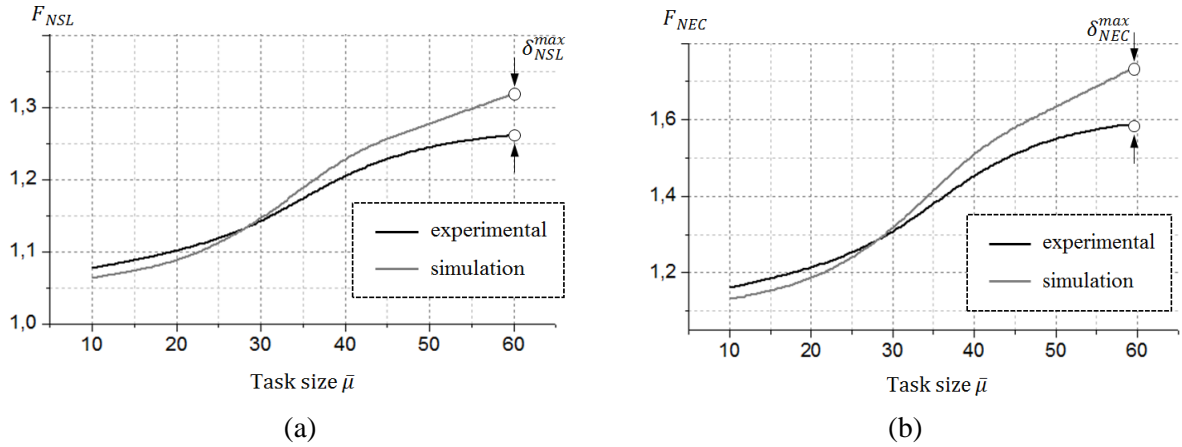 F_NSL
1,4
1,3
1,2
1,1
1,0
δ_NSL^max
experimental
simulation
10 20 30 40 50 60
Task size μ̄
(a)
F_NEC
1,6
1,4
1,2
δ_NEC^max
experimental
simulation
10 20 30 40 50 60
Task size μ̄
(b)